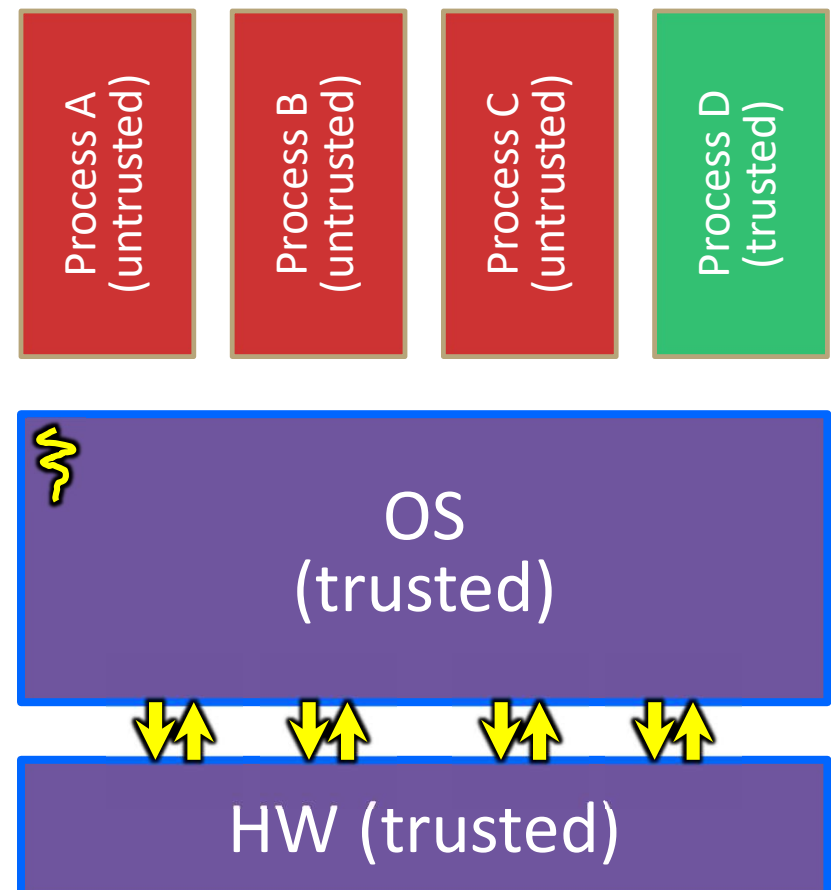 Process A
(untrusted)
Process B
(untrusted)
Process C
(untrusted)
Process D
(trusted)
OS
(trusted)
HW (trusted)